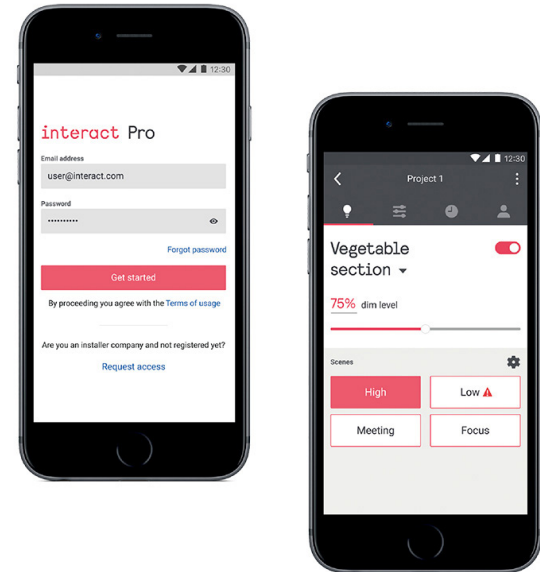 12:30
interact Pro
Email address
user@interact.com
Password
••••••••••
Forgot password
Get started
By proceeding you agree with the Terms of usage
Are you an installer company and not registered yet?
Request access
12:30
Project 1
Vegetable
section
75% dim level
Scenes
High
Low
Meeting
Focus